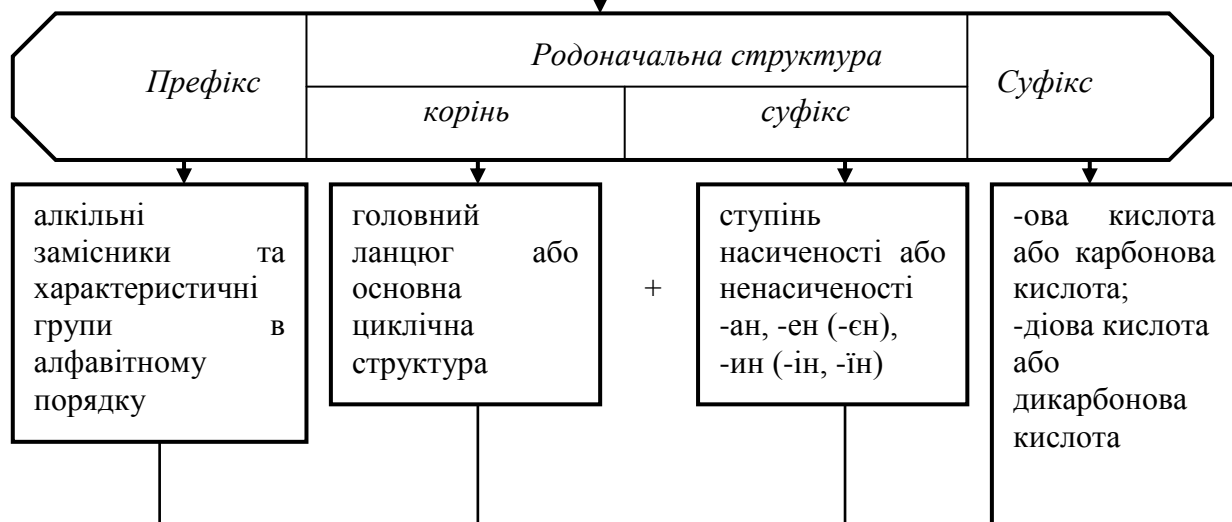 Префікс
Родоначальна структура
корінь
суфікс
Суфікс
алкільні
замісники та
характеристичні
групи в
алфавітному
порядку
головний
ланцюг або
основна
циклічна
структура
+
ступінь
насиченості або
ненасиченості
-ан, -ен (-єн),
-ин (-ін, -їн)
-ова кислота
або карбонова
кислота;
-діова кислота
або
дикарбонова
кислота